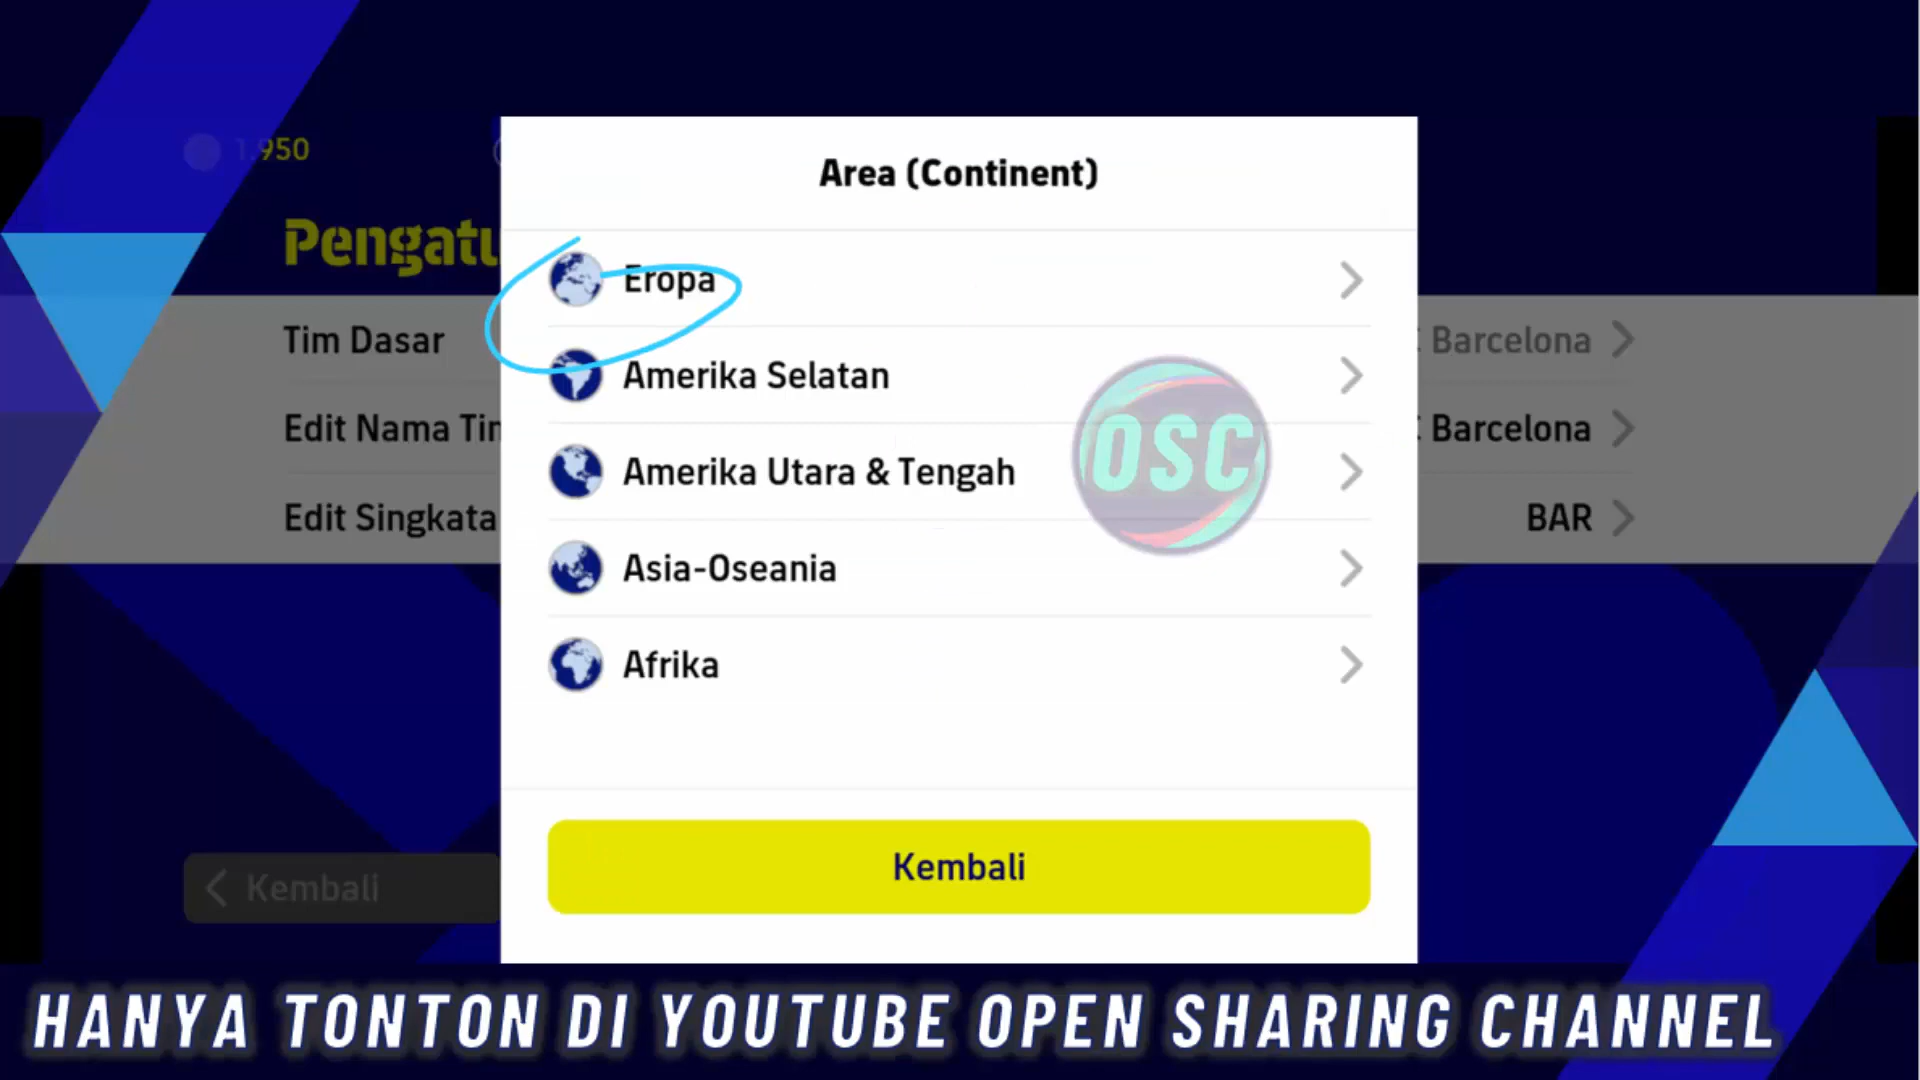 1.950
Area (Continent)
Pengatu
Eropa
Tim Dasar
Barcelona
Amerika Selatan
Edit Nama Tim
Barcelona
OSC
Amerika Utara & Tengah
Edit Singkata
BAR
Asia-Oseania
Afrika
Kembali
Kembali
HANYA TONTON DI YOUTUBE OPEN SHARING CHANNEL